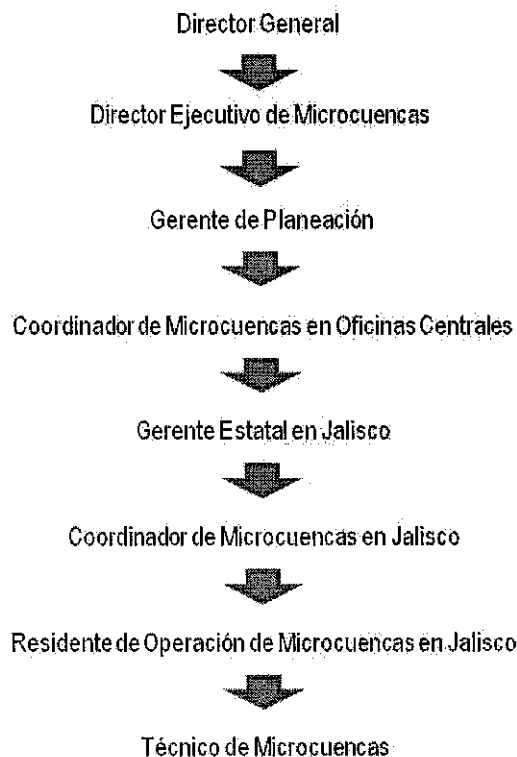 Director General
Director Ejecutivo de Microcuencas
Gerente de Planeación
Coordinador de Microcuencas en Oficinas Centrales
Gerente Estatal en Jalisco
Coordinador de Microcuencas en Jalisco
Residente de Operación de Microcuencas en Jalisco
Técnico de Microcuencas